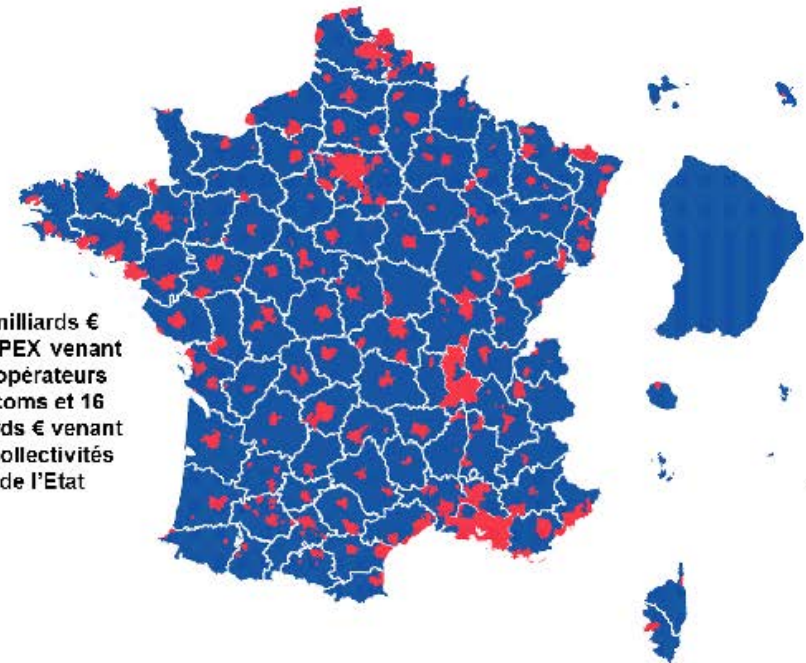 milliards €
PEX venant
opérateurs
coms et 16
ds € venant
ollectivités
de l'Etat